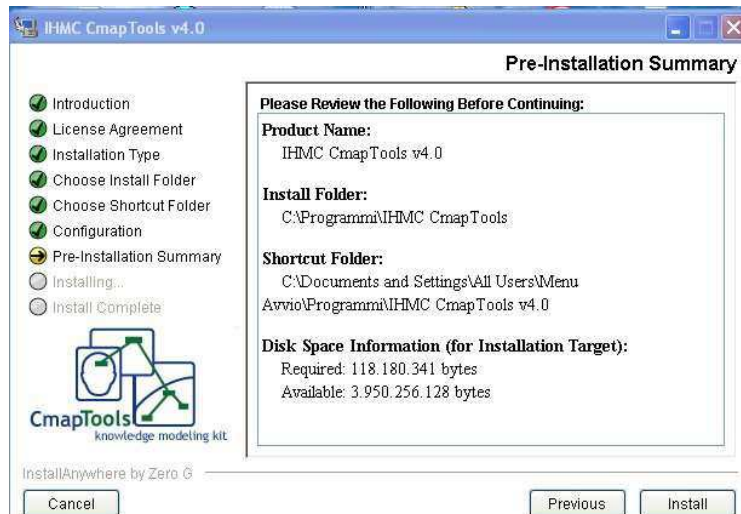 IHMC CmapTools v4.0
Pre-Installation Summary
Introduction
License Agreement
Installation Type
Choose Install Folder
Choose Shortcut Folder
Configuration
Pre-Installation Summary
Installing...
Install Complete
CmapTools
knowledge modeling kit
Please Review the Following Before Continuing:
Product Name:
IHMC CmapTools v4.0
Install Folder:
C:\Programmi\IHMC CmapTools
Shortcut Folder:
C:\Documents and Settings\All Users\Menu
Avvio\Programmi\IHMC CmapTools v4.0
Disk Space Information (for Installation Target):
Required: 118.180.341 bytes
Available: 3.950.256.128 bytes
InstallAnywhere by Zero G
Cancel
Previous
Install